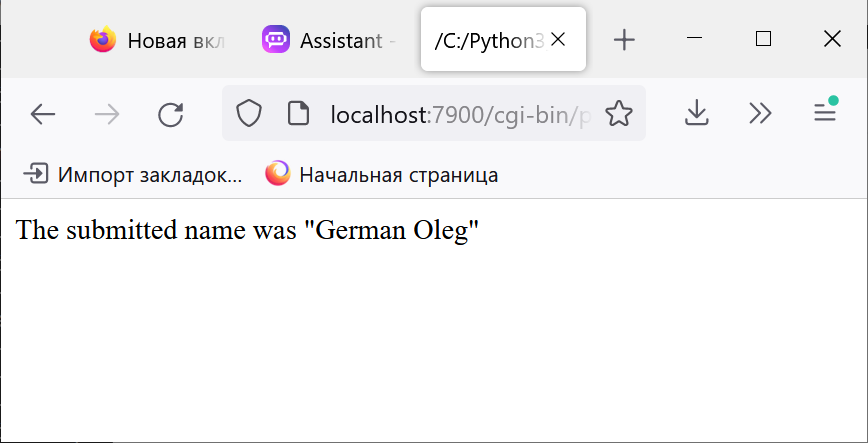 Новая вкл Assistant - /C:/Python3
localhost:7900/cgi-bin/p
Импорт закладок... Начальная страница
The submitted name was "German Oleg"